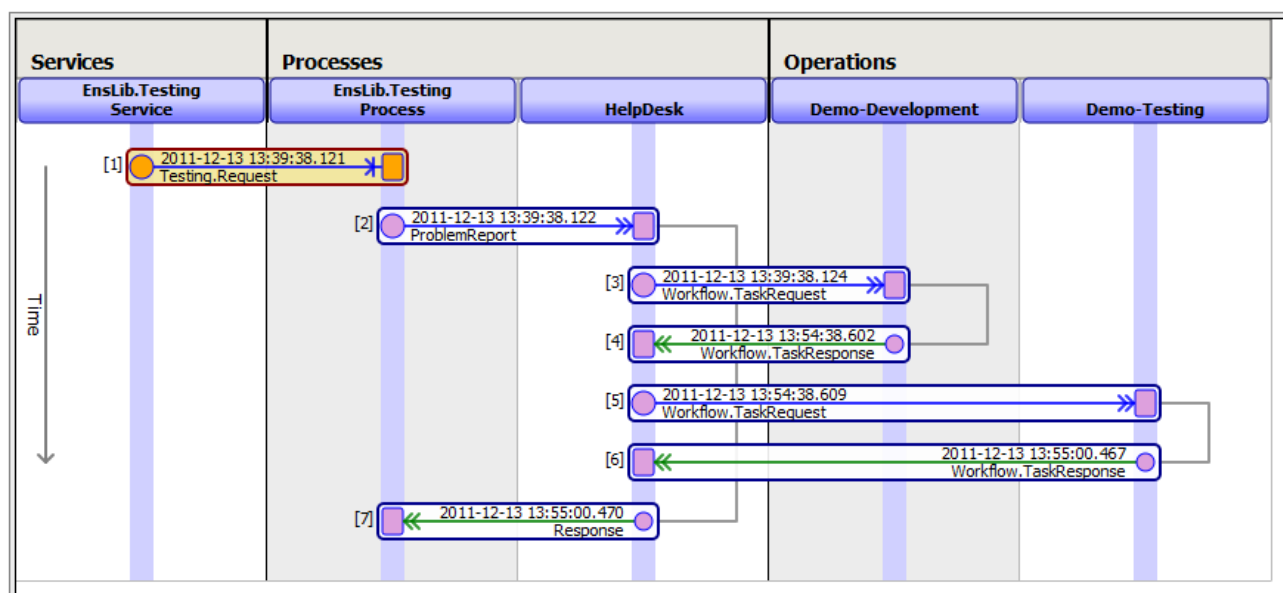 Services
Processes
Operations
EnsLib.Testing
Service
EnsLib.Testing
Process
HelpDesk
Demo-Development
Demo-Testing
[1]
2011-12-13 13:39:38.121
Testing.Request
[2]
2011-12-13 13:39:38.122
ProblemReport
[3]
2011-12-13 13:39:38.124
Workflow.TaskRequest
Time
[4]
2011-12-13 13:54:38.602
Workflow.TaskResponse
[5]
2011-12-13 13:54:38.609
Workflow.TaskRequest
[6]
2011-12-13 13:55:00.467
Workflow.TaskResponse
[7]
2011-12-13 13:55:00.470
Response